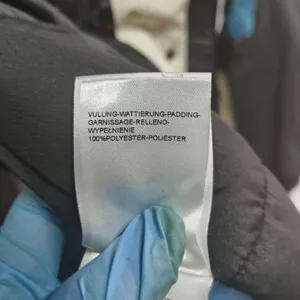 VULLING-WATTIERUNG-PADDING-
GARNISSAGE-RELLENO-
WYPEŁNIENIE
100%POLYESTER-POLIESTER